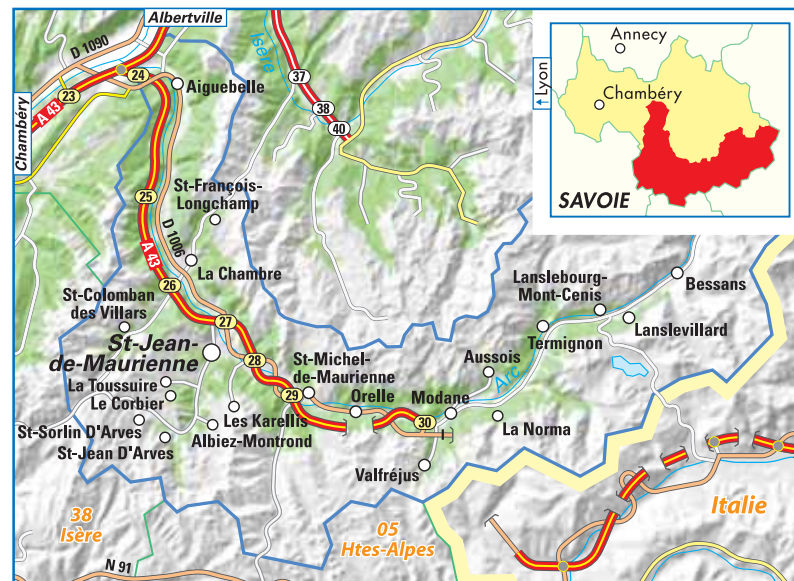 Albertville
D 1090
Isère
Annecy
Lyon
Chambéry
SAVOIE
23
24
Aiguebelle
A 43
Chambéry
37
38
40
St-François-
Longchamp
25
D 1006
A 43
La Chambre
26
St-Colomban
des Villars
27
St-Jean-
de-Maurienne
28
St-Michel-
de-Maurienne
29
Orelle
La Toussuire
Le Corbier
St-Sorlin D'Arves
St-Jean D'Arves
Les Karellis
Albiez-Montrond
30
Modane
Aussois
Arc
La Norma
Valfréjus
Termignon
Lanslebourg-
Mont-Cenis
Lanslevillard
Bessans
38
Isère
N 91
05
Htes-Alpes
Italie